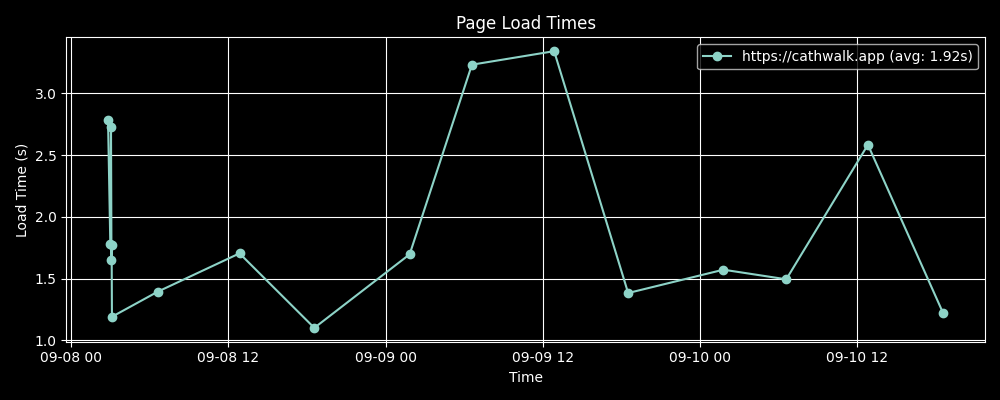 Page Load Times
https://cathwalk.app (avg: 1.92s)
Load Time (s)
3.0
2.5
2.0
1.5
1.0
09-08 00 09-08 12 09-09 00 09-09 12 09-10 00 09-10 12
Time